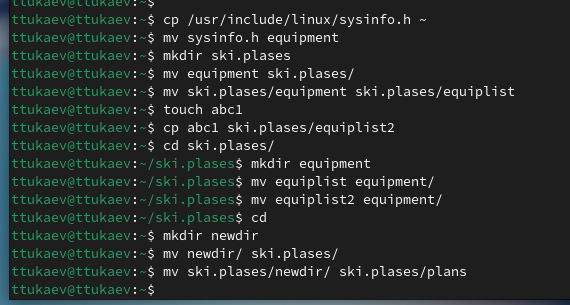 ttukaev@ttukaev:~$
ttukaev@ttukaev:~$ cp /usr/include/linux/sysinfo.h ~
ttukaev@ttukaev:~$ mv sysinfo.h equipment
ttukaev@ttukaev:~$ mkdir ski.plases
ttukaev@ttukaev:~$ mv equipment ski.plases/
ttukaev@ttukaev:~$ mv ski.plases/equipment ski.plases/equiplist
ttukaev@ttukaev:~$ touch abc1
ttukaev@ttukaev:~$ cp abc1 ski.plases/equiplist2
ttukaev@ttukaev:~$ cd ski.plases/
ttukaev@ttukaev:~/ski.plases$ mkdir equipment
ttukaev@ttukaev:~/ski.plases$ mv equiplist equipment/
ttukaev@ttukaev:~/ski.plases$ mv equiplist2 equipment/
ttukaev@ttukaev:~/ski.plases$ cd
ttukaev@ttukaev:~$ mkdir newdir
ttukaev@ttukaev:~$ mv newdir/ ski.plases/
ttukaev@ttukaev:~$ mv ski.plases/newdir/ ski.plases/plans
ttukaev@ttukaev:~$